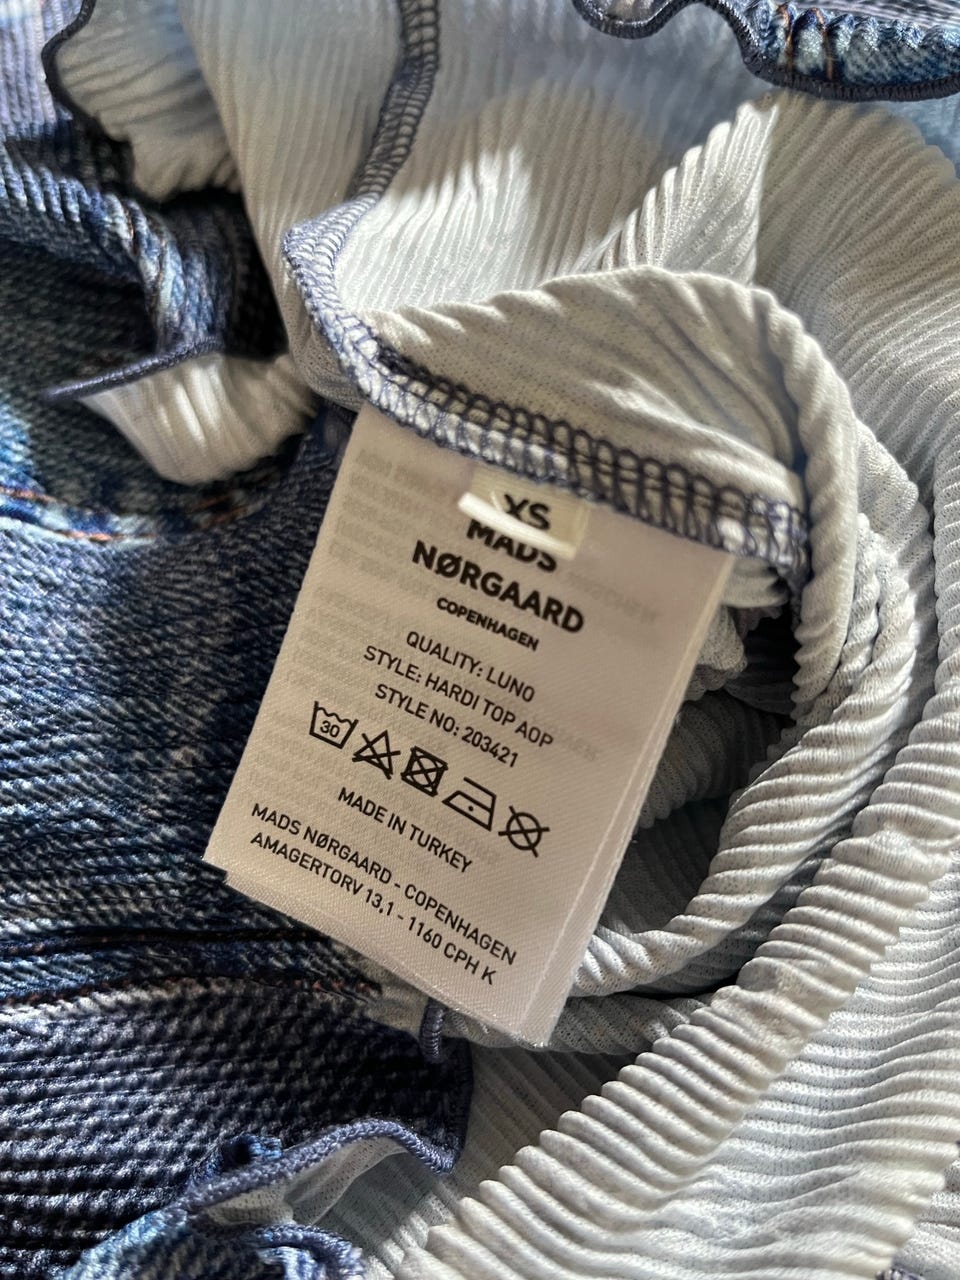 XS
MADS
NØRGAARD
COPENHAGEN
QUALITY: LUNO
STYLE: HARDI TOP AOP
STYLE NO: 203421
30
MADE IN TURKEY
MADS NØRGAARD - COPENHAGEN
AMAGERTORV 13,1 - 1160 CPH K